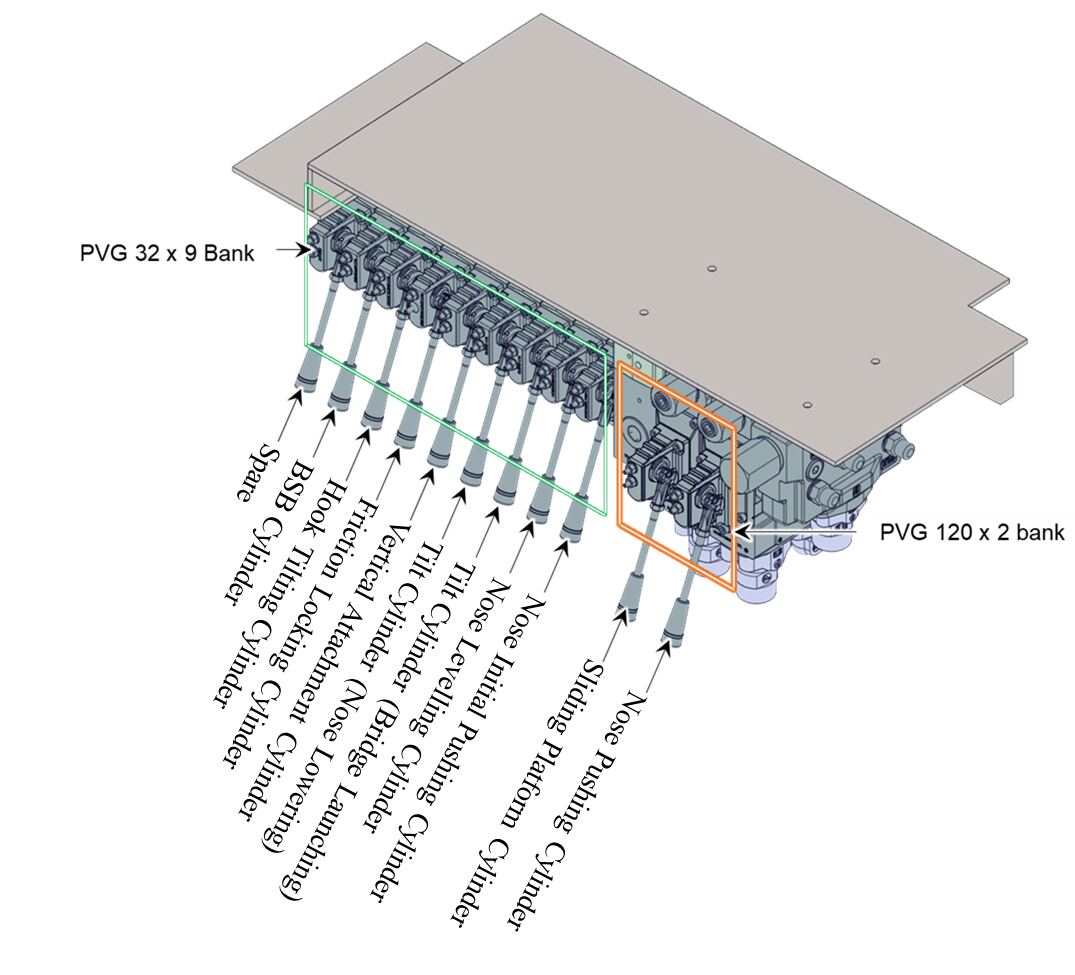 PVG 32 x 9 Bank
Spare
BSB Cylinder
Hook Tilting Cylinder
Friction Locking Cylinder
Vertical Attachment Cylinder
Tilt Cylinder (Nose Lowering)
Tilt Cylinder (Bridge Launching)
Nose Levelling Cylinder
Nose Initial Pushing Cylinder
Sliding Platform Cylinder
Nose Pushing Cylinder
PVG 120 x 2 bank